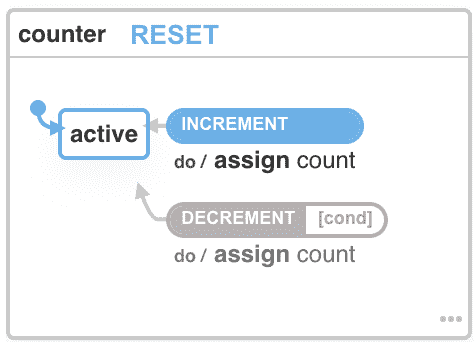 counter RESET
active
INCREMENT
do / assign count
DECREMENT [cond]
do / assign count